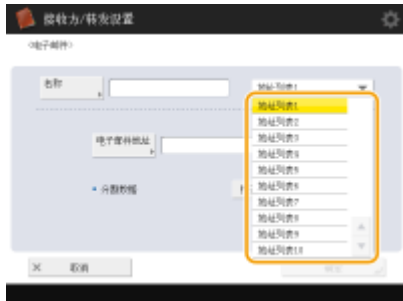 接收方/转发设置
<电子邮件>
名称
地址列表1
地址列表1
地址列表2
地址列表3
地址列表4
电子邮件地址
地址列表5
分割数据
地址列表6
地址列表7
地址列表8
地址列表9
地址列表10
× 取消